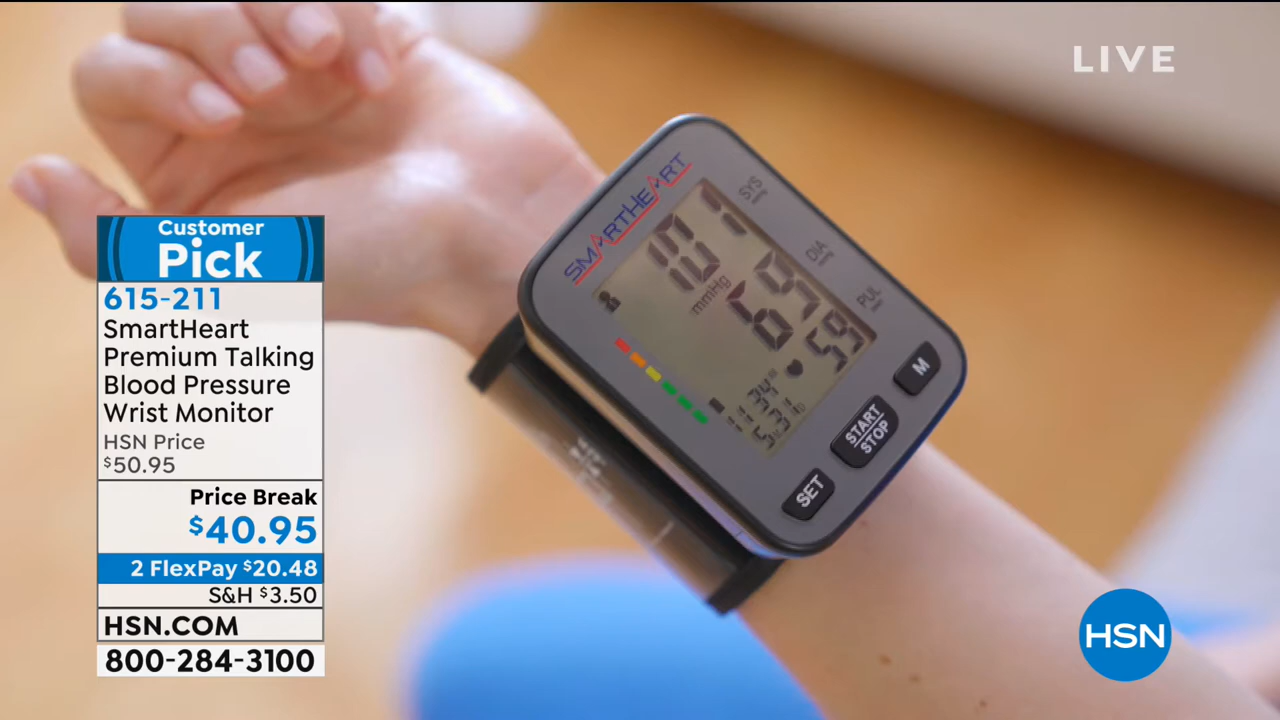 LIVE
Customer
Pick
615-211
SmartHeart
Premium Talking
Blood Pressure
Wrist Monitor
HSN Price
$50.95
Price Break
$40.95
2 FlexPay $20.48
S&H $3.50
HSN.COM
800-284-3100
SMARTHEART
SYS
107
mmHg
DIA
69
PUL
59
M
START
STOP
SET
HSN